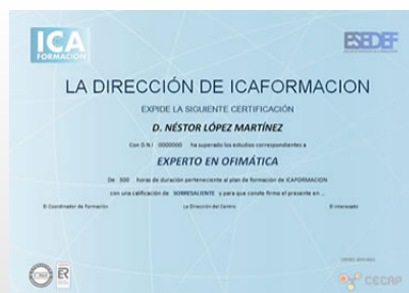 ICA
FORMACIÓN
ESEDEF
LA DIRECCIÓN DE ICAFORMACION
EXPIDE LA SIGUIENTE CERTIFICACIÓN
D. NÉSTOR LÓPEZ MARTÍNEZ
Con D.N.I 0000000 ha superado los estudios correspondientes a
EXPERTO EN OFIMÁTICA
De 300 horas de duración perteneciente al plan de formación de ICAFORMACION
con una calificación de SOBRESALIENTE y para que conste firmo el presente en ..
El Coordinador de Formación La Dirección del Centro El interesado
ER
CECAP